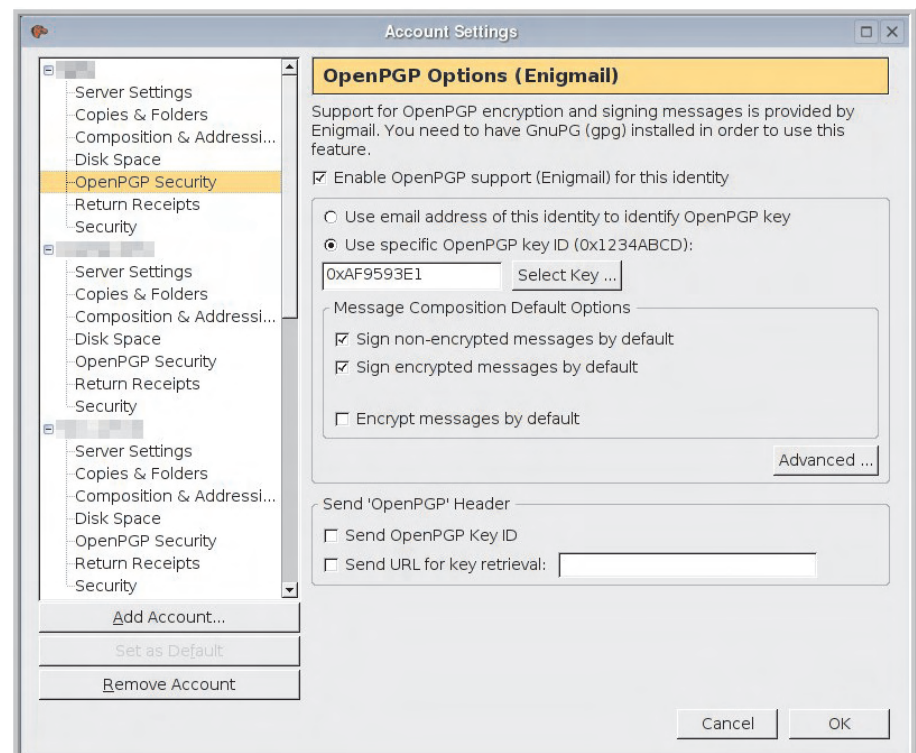 Account Settings
Server Settings
Copies & Folders
Composition & Addressi...
Disk Space
OpenPGP Security
Return Receipts
Security
Server Settings
Copies & Folders
Composition & Addressi...
Disk Space
OpenPGP Security
Return Receipts
Security
Server Settings
Copies & Folders
Composition & Addressi...
Disk Space
OpenPGP Security
Return Receipts
Security
Add Account...
Set as Default
Remove Account
OpenPGP Options (Enigmail)
Support for OpenPGP encryption and signing messages is provided by
Enigmail. You need to have GnuPG (gpg) installed in order to use this
feature.
Enable OpenPGP support (Enigmail) for this identity
Use email address of this identity to identify OpenPGP key
Use specific OpenPGP key ID (0x1234ABCD):
0xAF9593E1
Select Key ...
Message Composition Default Options
Sign non-encrypted messages by default
Sign encrypted messages by default
Encrypt messages by default
Advanced ...
Send 'OpenPGP' Header
Send OpenPGP Key ID
Send URL for key retrieval:
Cancel
OK